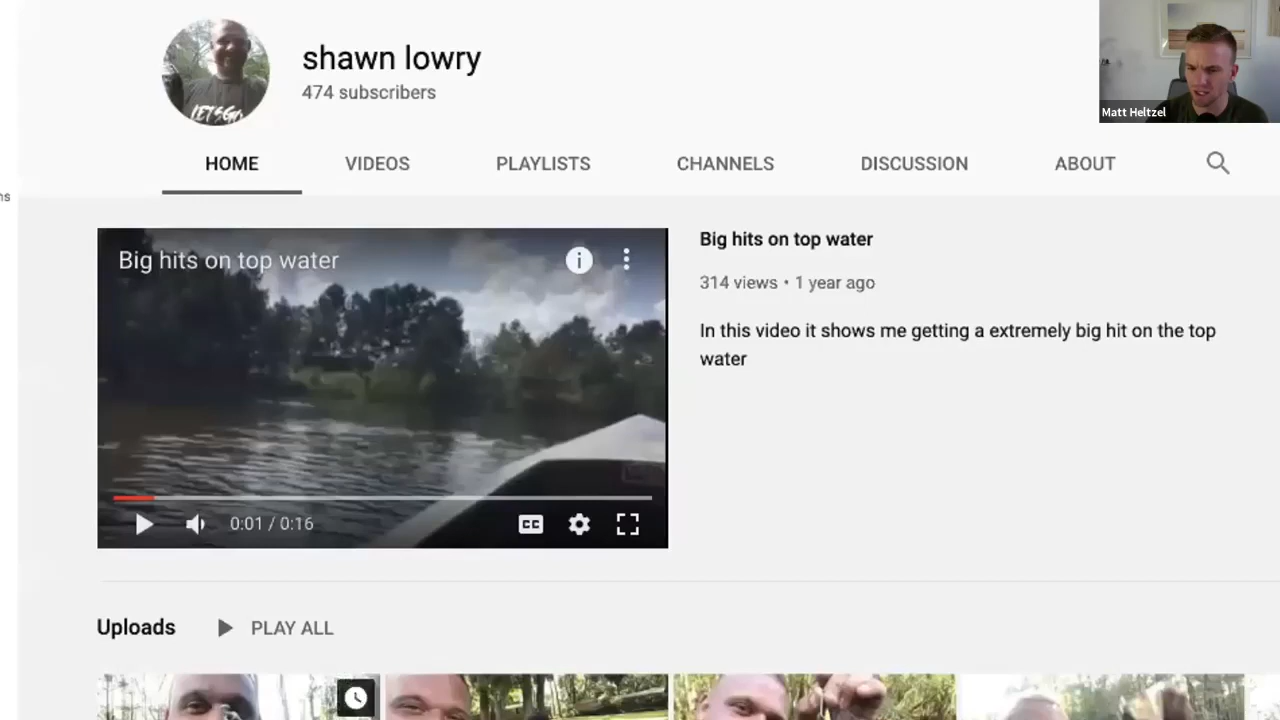 shawn lowry
474 subscribers
Matt Heltzel
HOME VIDEOS PLAYLISTS CHANNELS DISCUSSION ABOUT
ns
Big hits on top water
Big hits on top water
314 views • 1 year ago
In this video it shows me getting a extremely big hit on the top
water
0:01 / 0:16
CC
Uploads PLAY ALL